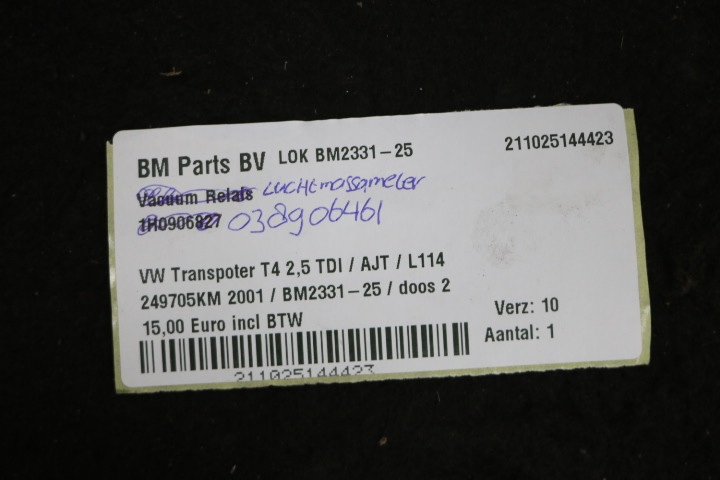 BM Parts BV LOK BM2331-25 211025144423
Vacuum Relais Luchtmassameter
1H0906827 038906461
VW Transpoter T4 2,5 TDI / AJT / L114
249705KM 2001 / BM2331-25 / doos 2
15,00 Euro incl BTW Verz: 10
Aantal: 1
211025144423